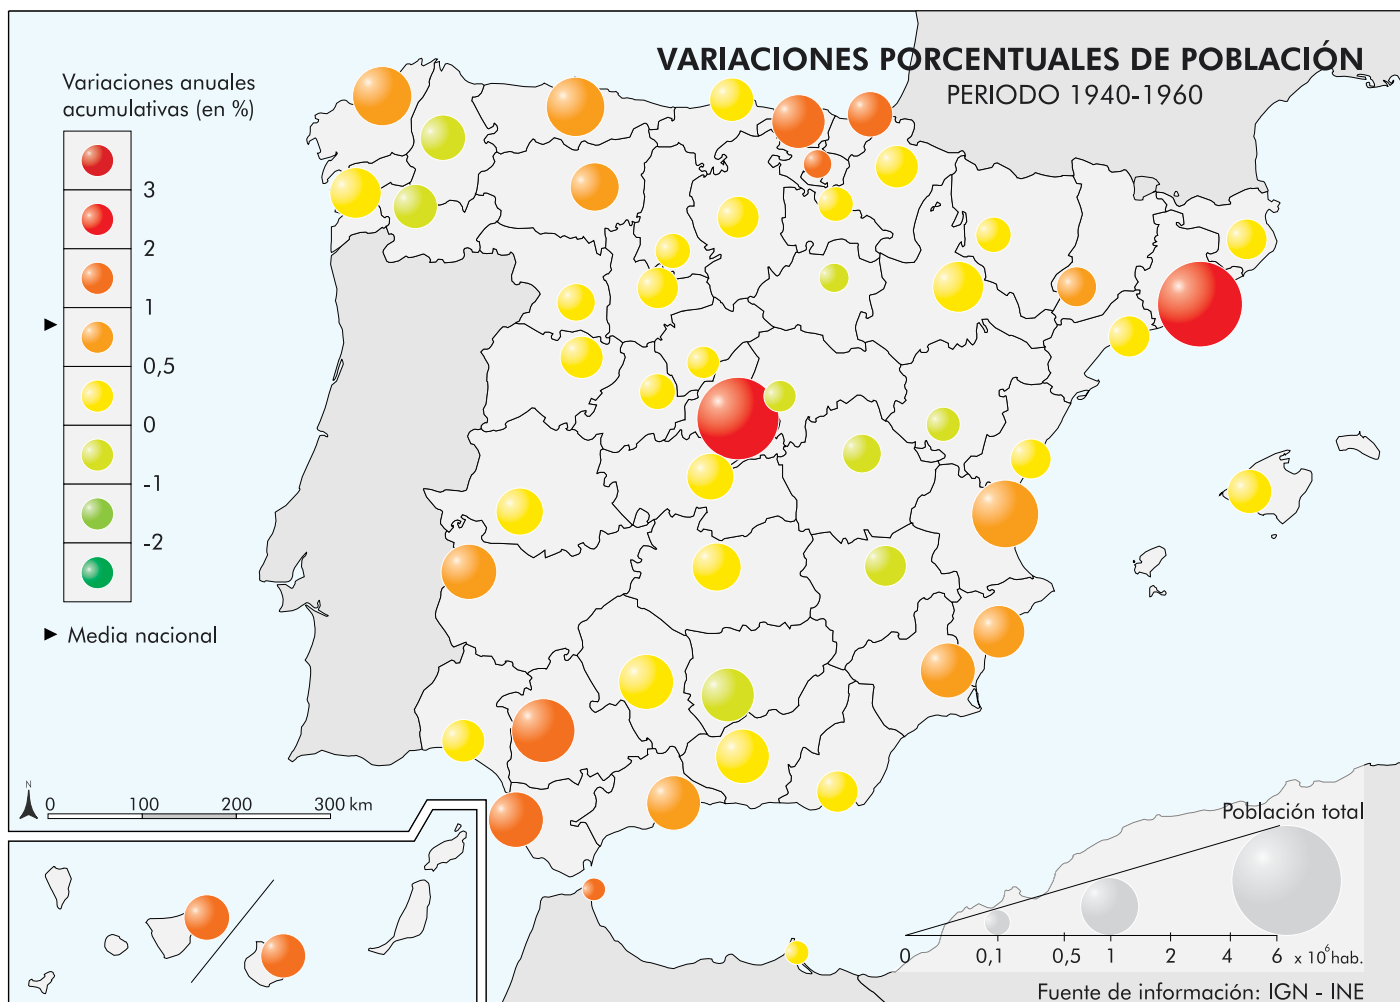 VARIACIONES PORCENTUALES DE POBLACIÓN
PERIODO 1940-1960
Variaciones anuales
acumulativas (en %)
3
2
1
0,5
0
-1
-2
► Media nacional
N
0 100 200 300 km
Población total
0 0,1 0,5 1 2 4 6 x 10⁶ hab.
Fuente de información: IGN - INE